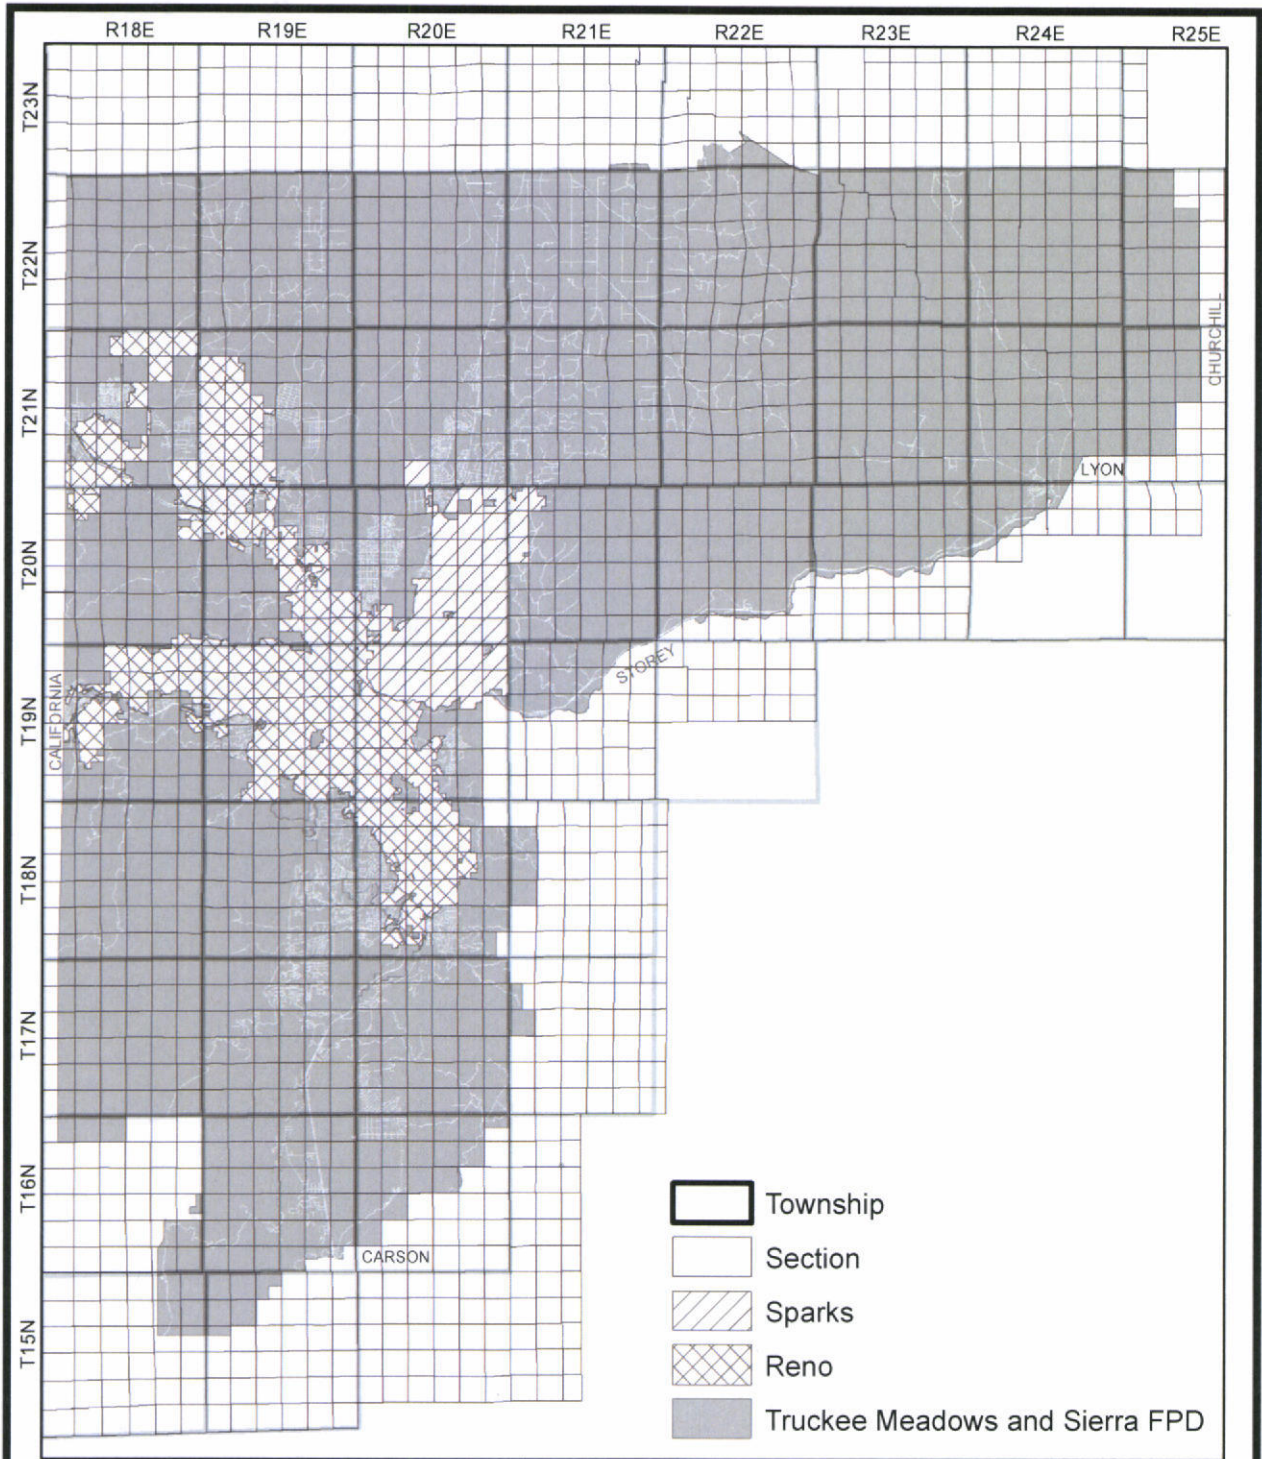 R18E R19E R20E R21E R22E R23E R24E R25E
T23N
T22N
CHURCHILL
T21N
LYON
T20N
STOREY
CALIFORNIA
T19N
T18N
T17N
T16N
CARSON
T15N
Township
Section
Sparks
Reno
Truckee Meadows and Sierra FPD